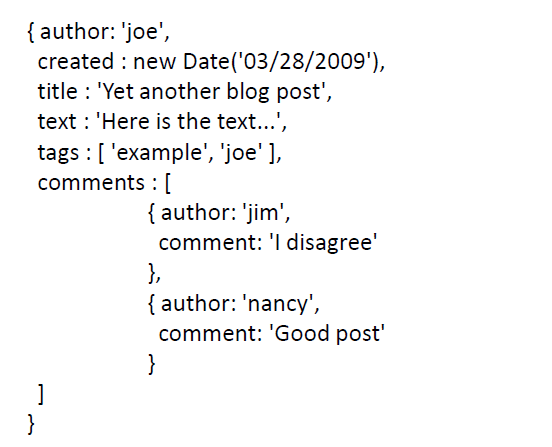 { author: 'joe',
created : new Date('03/28/2009'),
title : 'Yet another blog post',
text : 'Here is the text...',
tags : [ 'example', 'joe' ],
comments : [
{ author: 'jim',
comment: 'I disagree'
},
{ author: 'nancy',
comment: 'Good post'
}
]
}